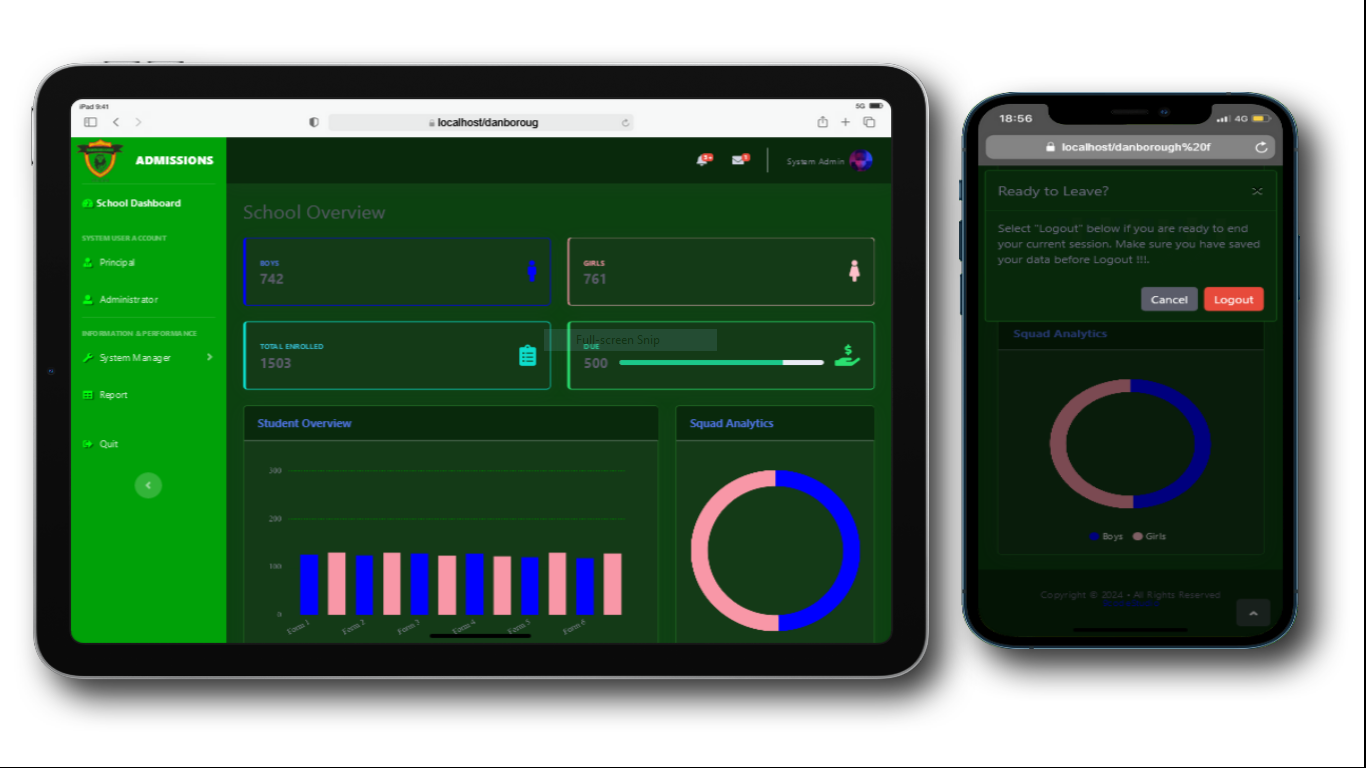 iPad 9:41
5G
localhost/danboroug
ADMISSIONS
3+
System Admin
School Dashboard
SYSTEM USER ACCOUNT
Principal
Administrator
INFORMATION & PERFORMANCE
System Manager
Report
Quit
School Overview
BOYS
742
GIRLS
761
TOTAL ENROLLED
1503
Full-screen Snip
DUE
500
Student Overview
300
200
100
0
Form 1
Form 2
Form 3
Form 4
Form 5
Form 6
Squad Analytics
18:56
4G
localhost/danborough%20f
Ready to Leave?
Select "Logout" below if you are ready to end
your current session. Make sure you have saved
your data before Logout !!!.
Cancel
Logout
Squad Analytics
Boys
Girls
Copyright © 2024 • All Rights Reserved